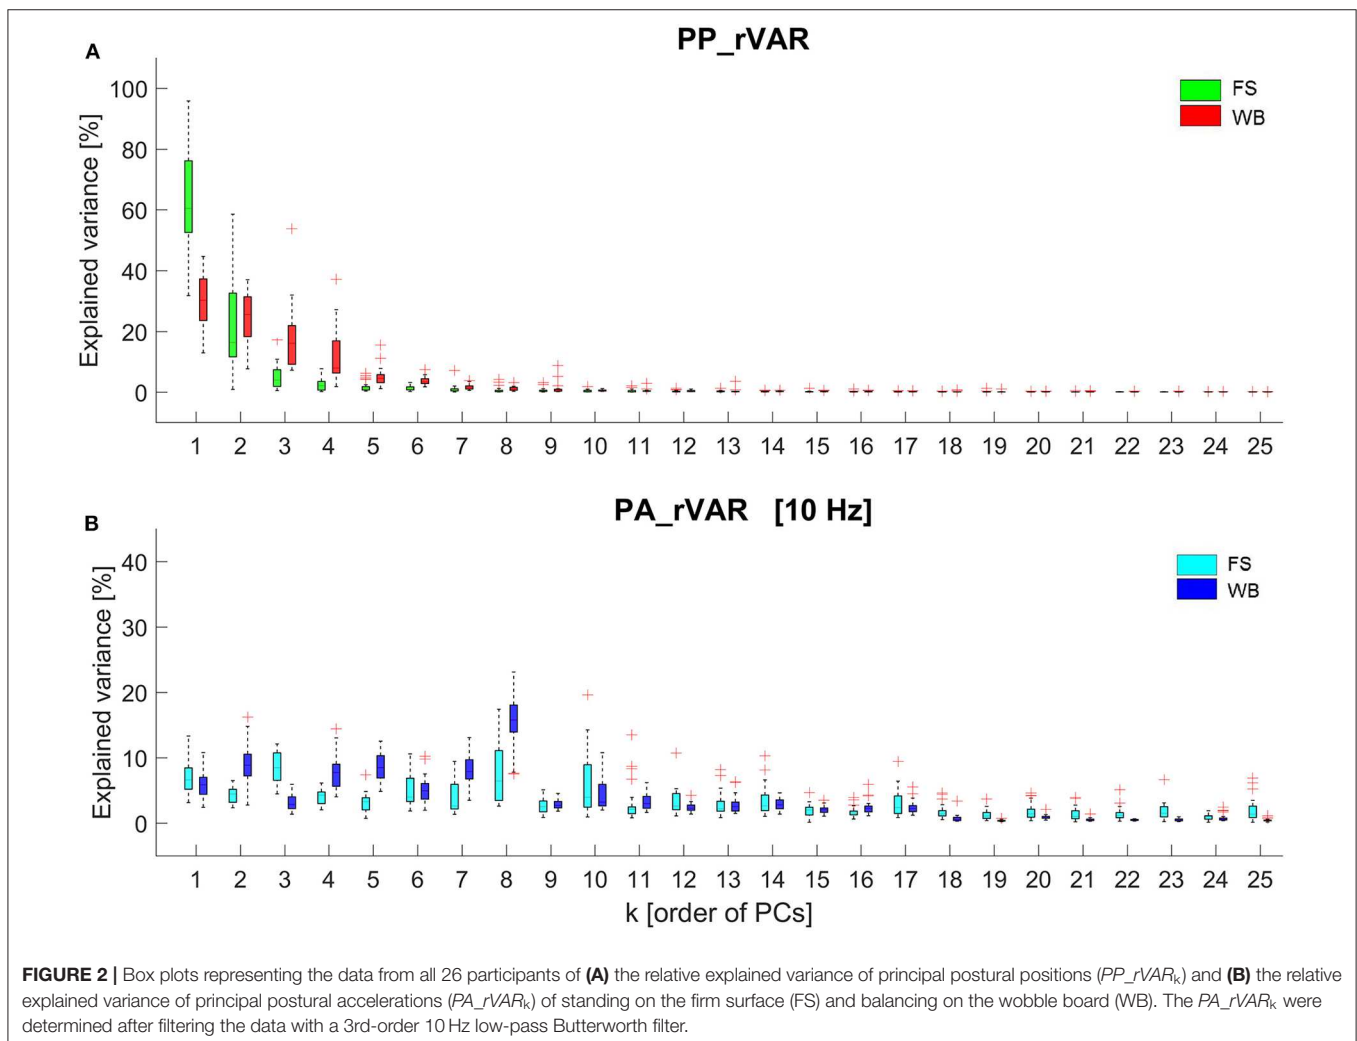 A
PP_rVAR
Explained variance [%]
100
80
60
40
20
0
FS
WB
1 2 3 4 5 6 7 8 9 10 11 12 13 14 15 16 17 18 19 20 21 22 23 24 25
B
PA_rVAR [10 Hz]
Explained variance [%]
40
30
20
10
0
FS
WB
1 2 3 4 5 6 7 8 9 10 11 12 13 14 15 16 17 18 19 20 21 22 23 24 25
k [order of PCs]
FIGURE 2 | Box plots representing the data from all 26 participants of (A) the relative explained variance of principal postural positions (PP_rVARk) and (B) the relative
explained variance of principal postural accelerations (PA_rVARk) of standing on the firm surface (FS) and balancing on the wobble board (WB). The PA_rVARk were
determined after filtering the data with a 3rd-order 10 Hz low-pass Butterworth filter.